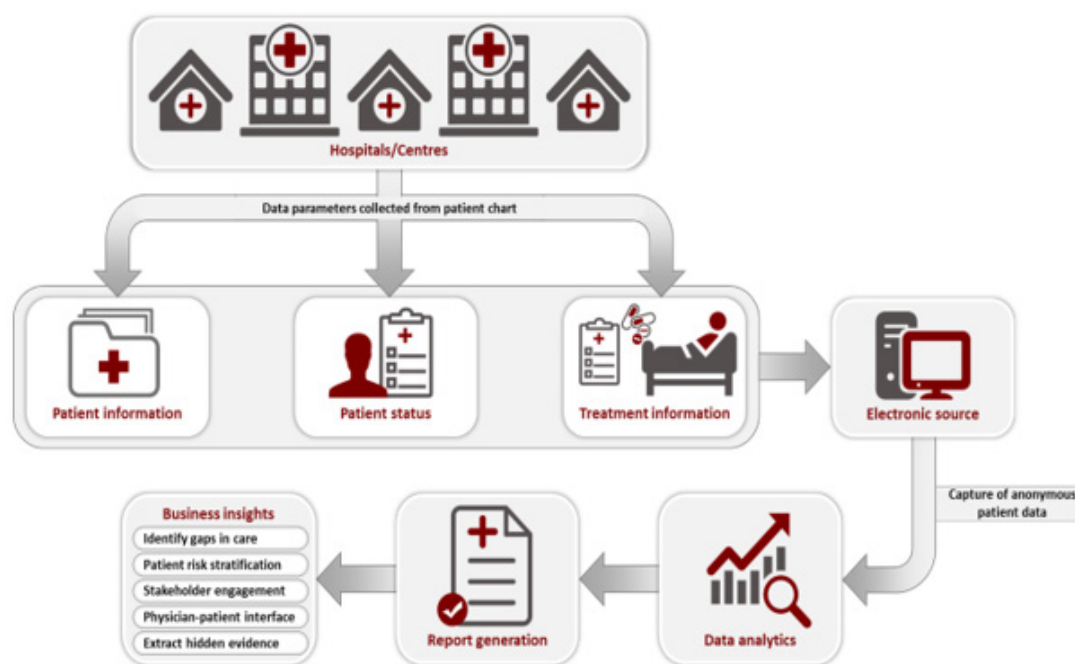 Hospitals/Centres
Data parameters collected from patient chart
Patient information
Patient status
Treatment information
Electronic source
Capture of anonymous
patient data
Business insights
Identify gaps in care
Patient risk stratification
Stakeholder engagement
Physician-patient interface
Extract hidden evidence
Report generation
Data analytics